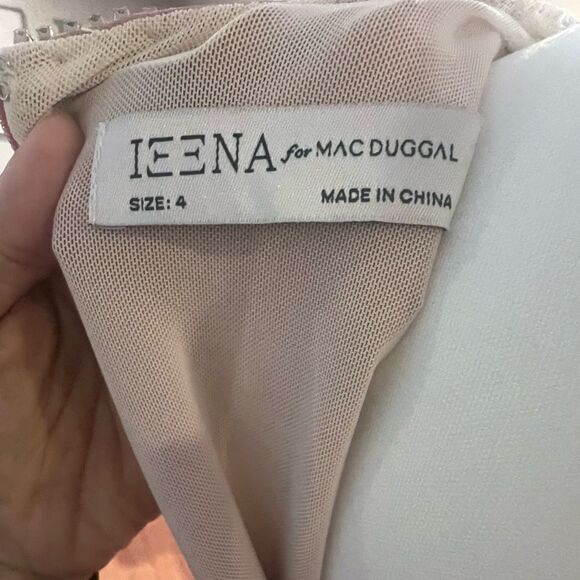 IEENA for MAC DUGGAL
SIZE: 4 MADE IN CHINA